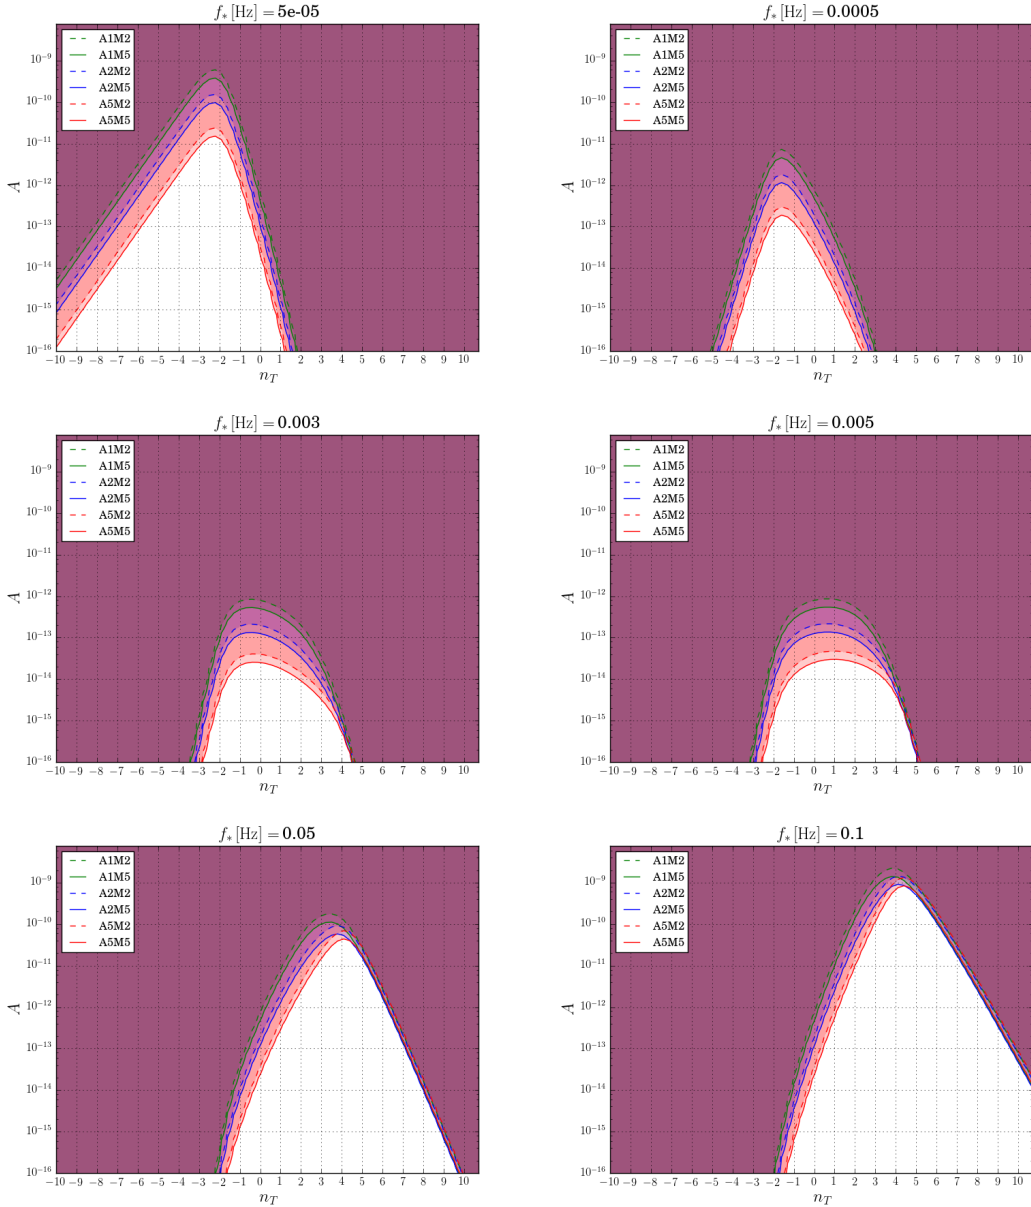 f* [Hz] = 5e-05
A1M2
A1M5
A2M2
A2M5
A5M2
A5M5
A
10⁻⁹
10⁻¹⁰
10⁻¹¹
10⁻¹²
10⁻¹³
10⁻¹⁴
10⁻¹⁵
10⁻¹⁶
−10 −9 −8 −7 −6 −5 −4 −3 −2 −1 0 1 2 3 4 5 6 7 8 9 10
n_T
f* [Hz] = 0.0005
A1M2
A1M5
A2M2
A2M5
A5M2
A5M5
A
10⁻⁹
10⁻¹⁰
10⁻¹¹
10⁻¹²
10⁻¹³
10⁻¹⁴
10⁻¹⁵
10⁻¹⁶
−10 −9 −8 −7 −6 −5 −4 −3 −2 −1 0 1 2 3 4 5 6 7 8 9 10
n_T
f* [Hz] = 0.003
A1M2
A1M5
A2M2
A2M5
A5M2
A5M5
A
10⁻⁹
10⁻¹⁰
10⁻¹¹
10⁻¹²
10⁻¹³
10⁻¹⁴
10⁻¹⁵
10⁻¹⁶
−10 −9 −8 −7 −6 −5 −4 −3 −2 −1 0 1 2 3 4 5 6 7 8 9 10
n_T
f* [Hz] = 0.005
A1M2
A1M5
A2M2
A2M5
A5M2
A5M5
A
10⁻⁹
10⁻¹⁰
10⁻¹¹
10⁻¹²
10⁻¹³
10⁻¹⁴
10⁻¹⁵
10⁻¹⁶
−10 −9 −8 −7 −6 −5 −4 −3 −2 −1 0 1 2 3 4 5 6 7 8 9 10
n_T
f* [Hz] = 0.05
A1M2
A1M5
A2M2
A2M5
A5M2
A5M5
A
10⁻⁹
10⁻¹⁰
10⁻¹¹
10⁻¹²
10⁻¹³
10⁻¹⁴
10⁻¹⁵
10⁻¹⁶
−10 −9 −8 −7 −6 −5 −4 −3 −2 −1 0 1 2 3 4 5 6 7 8 9 10
n_T
f* [Hz] = 0.1
A1M2
A1M5
A2M2
A2M5
A5M2
A5M5
A
10⁻⁹
10⁻¹⁰
10⁻¹¹
10⁻¹²
10⁻¹³
10⁻¹⁴
10⁻¹⁵
10⁻¹⁶
−10 −9 −8 −7 −6 −5 −4 −3 −2 −1 0 1 2 3 4 5 6 7 8 9 10
n_T